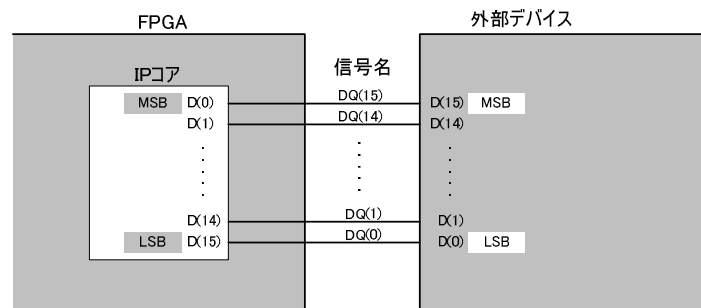 FPGA
外部デバイス
IPコア
信号名
MSB D(0) DQ(15) D(15) MSB
D(1) DQ(14) D(14)
D(14) DQ(1) D(1)
LSB D(15) DQ(0) D(0) LSB